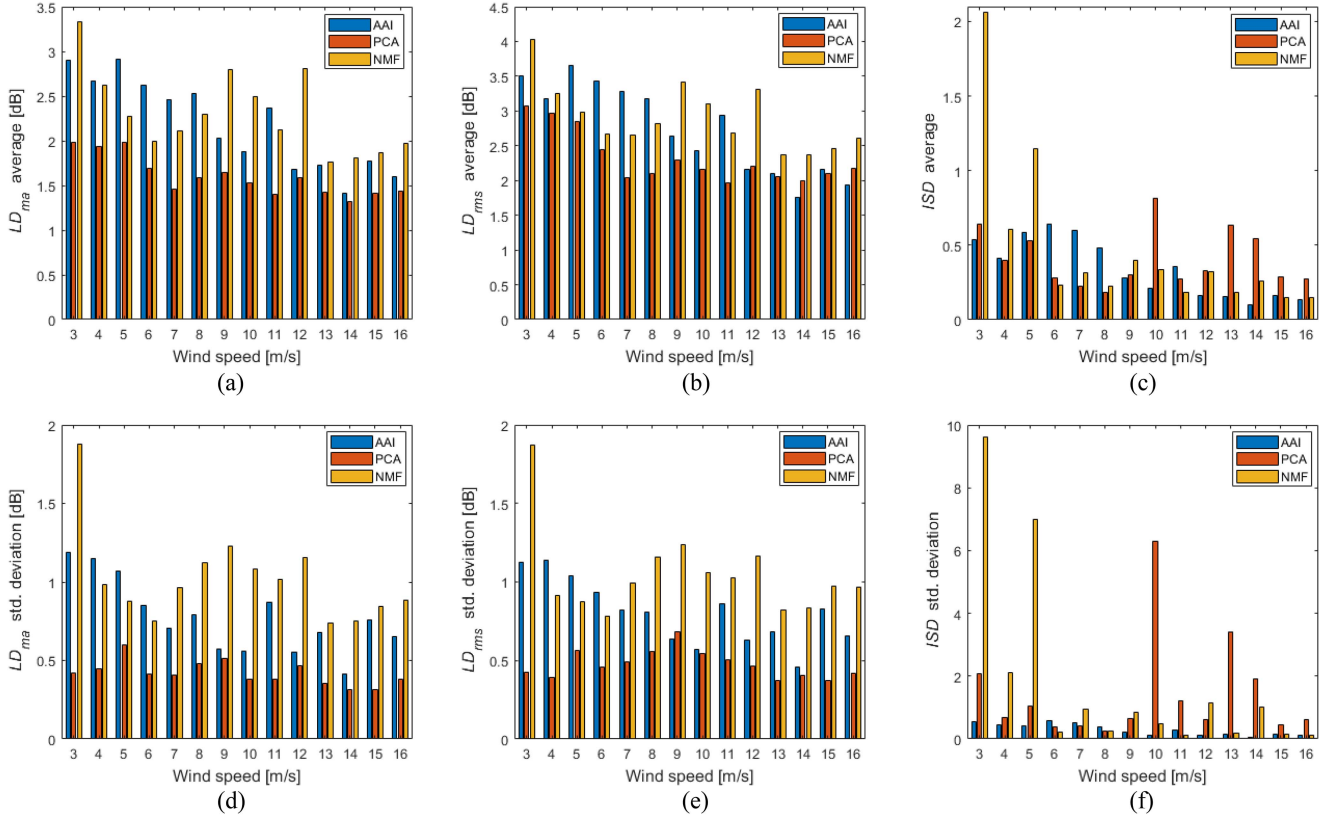 3.5
3
2.5
2
1.5
1
0.5
0
LD_ma average [dB]
AAI
PCA
NMF
3 4 5 6 7 8 9 10 11 12 13 14 15 16
Wind speed [m/s]
(a)
4.5
4
3.5
3
2.5
2
1.5
1
0.5
0
LD_rms average [dB]
AAI
PCA
NMF
3 4 5 6 7 8 9 10 11 12 13 14 15 16
Wind speed [m/s]
(b)
2
1.5
1
0.5
0
ISD average
AAI
PCA
NMF
3 4 5 6 7 8 9 10 11 12 13 14 15 16
Wind speed [m/s]
(c)
2
1.5
1
0.5
0
LD_ma std. deviation [dB]
AAI
PCA
NMF
3 4 5 6 7 8 9 10 11 12 13 14 15 16
Wind speed [m/s]
(d)
2
1.5
1
0.5
0
LD_rms std. deviation [dB]
AAI
PCA
NMF
3 4 5 6 7 8 9 10 11 12 13 14 15 16
Wind speed [m/s]
(e)
10
8
6
4
2
0
ISD std. deviation
AAI
PCA
NMF
3 4 5 6 7 8 9 10 11 12 13 14 15 16
Wind speed [m/s]
(f)